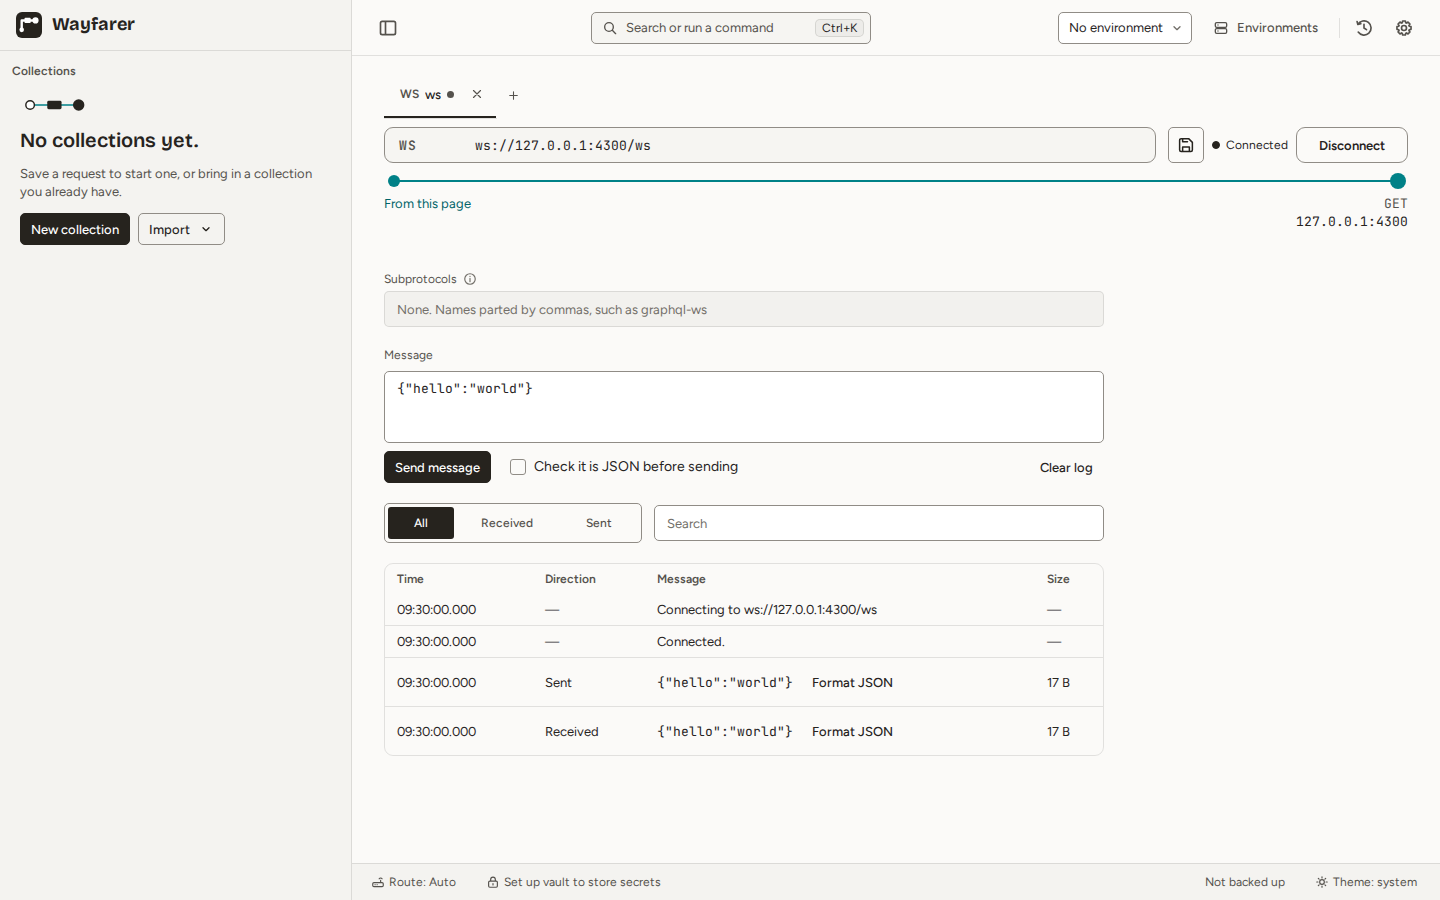 Wayfarer
Search or run a command
Ctrl+K
No environment
Environments
Collections
No collections yet.
Save a request to start one, or bring in a collection
you already have.
New collection
Import
WS ws
WS ws://127.0.0.1:4300/ws
Connected
Disconnect
From this page
GET
127.0.0.1:4300
Subprotocols
None. Names parted by commas, such as graphql-ws
Message
{"hello":"world"}
Send message
Check it is JSON before sending
Clear log
All
Received
Sent
Search
Time Direction Message Size
09:30:00.000 — Connecting to ws://127.0.0.1:4300/ws —
09:30:00.000 — Connected. —
09:30:00.000 Sent {"hello":"world"} Format JSON 17 B
09:30:00.000 Received {"hello":"world"} Format JSON 17 B
Route: Auto
Set up vault to store secrets
Not backed up
Theme: system